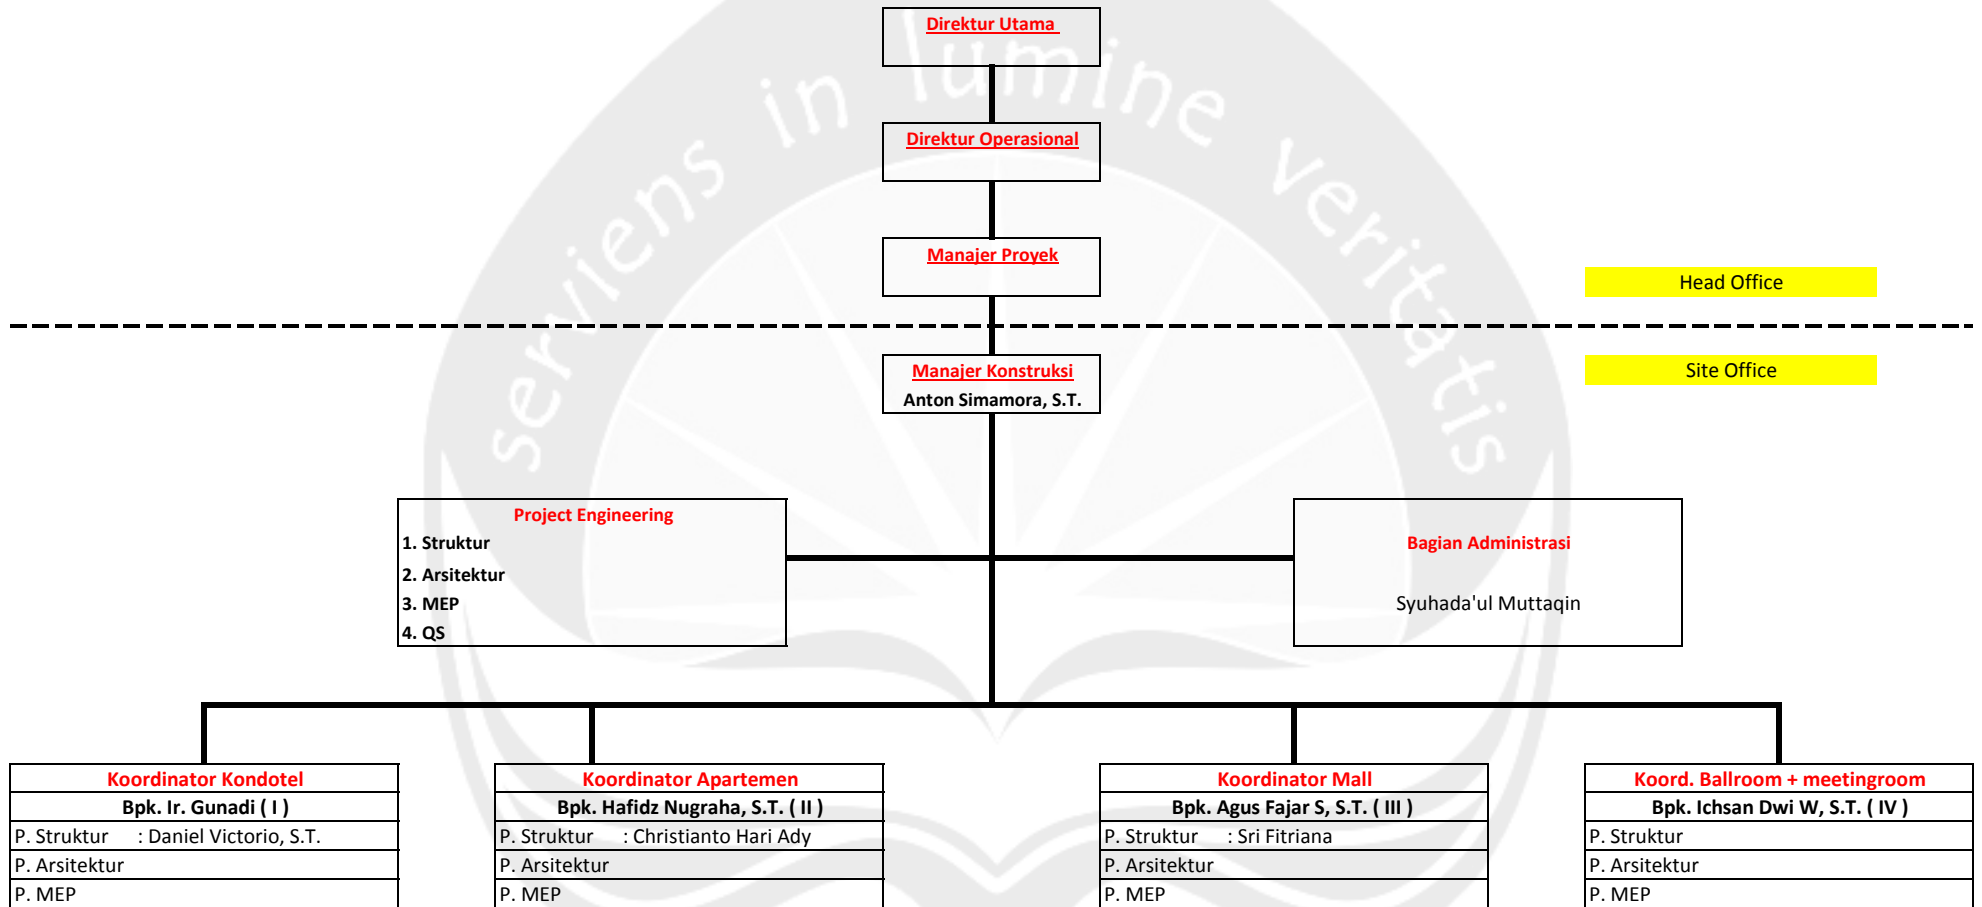 serviens in lumine veritatis
Direktur Utama
Direktur Operasional
Manajer Proyek
Head Office
Manajer Konstruksi
Anton Simamora, S.T.
Site Office
Project Engineering
1. Struktur
2. Arsitektur
3. MEP
4. QS
Bagian Administrasi
Syuhada'ul Muttaqin
Koordinator Kondotel
Bpk. Ir. Gunadi ( I )
P. Struktur : Daniel Victorio, S.T.
P. Arsitektur
P. MEP
Koordinator Apartemen
Bpk. Hafidz Nugraha, S.T. ( II )
P. Struktur : Christianto Hari Ady
P. Arsitektur
P. MEP
Koordinator Mall
Bpk. Agus Fajar S, S.T. ( III )
P. Struktur : Sri Fitriana
P. Arsitektur
P. MEP
Koord. Ballroom + meetingroom
Bpk. Ichsan Dwi W, S.T. ( IV )
P. Struktur
P. Arsitektur
P. MEP